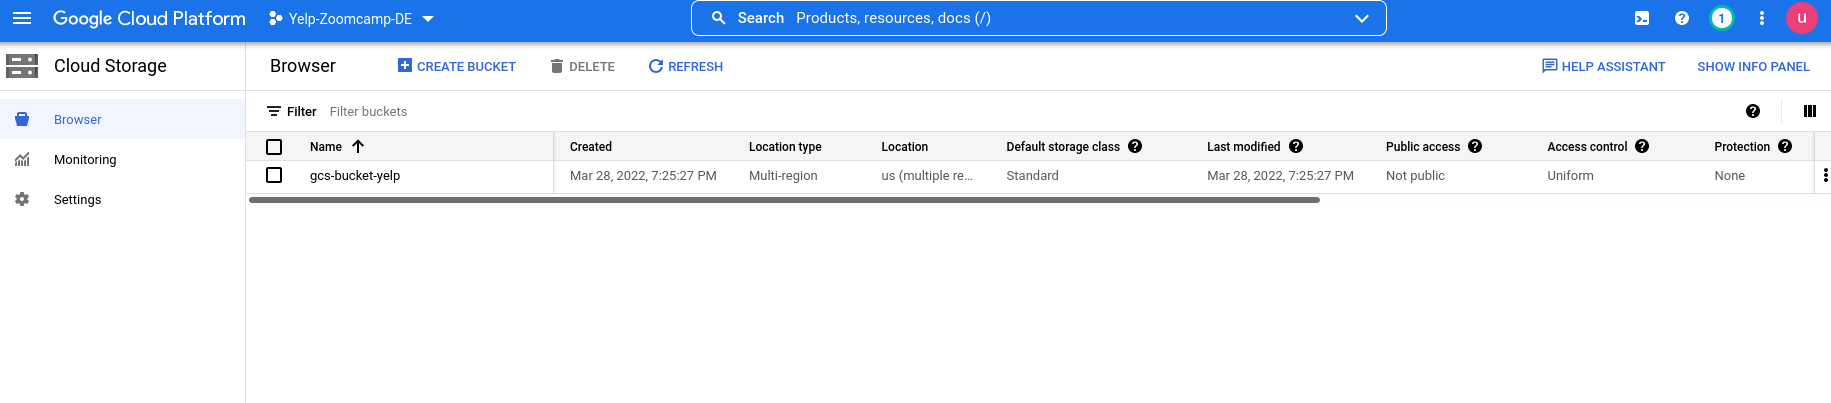 Google Cloud Platform Yelp-Zoomcamp-DE Search Products, resources, docs (/) 1 u
Cloud Storage Browser CREATE BUCKET DELETE REFRESH HELP ASSISTANT SHOW INFO PANEL
Browser Filter Filter buckets
Name Created Location type Location Default storage class Last modified Public access Access control Protection
Monitoring
gcs-bucket-yelp Mar 28, 2022, 7:25:27 PM Multi-region us (multiple re... Standard Mar 28, 2022, 7:25:27 PM Not public Uniform None
Settings